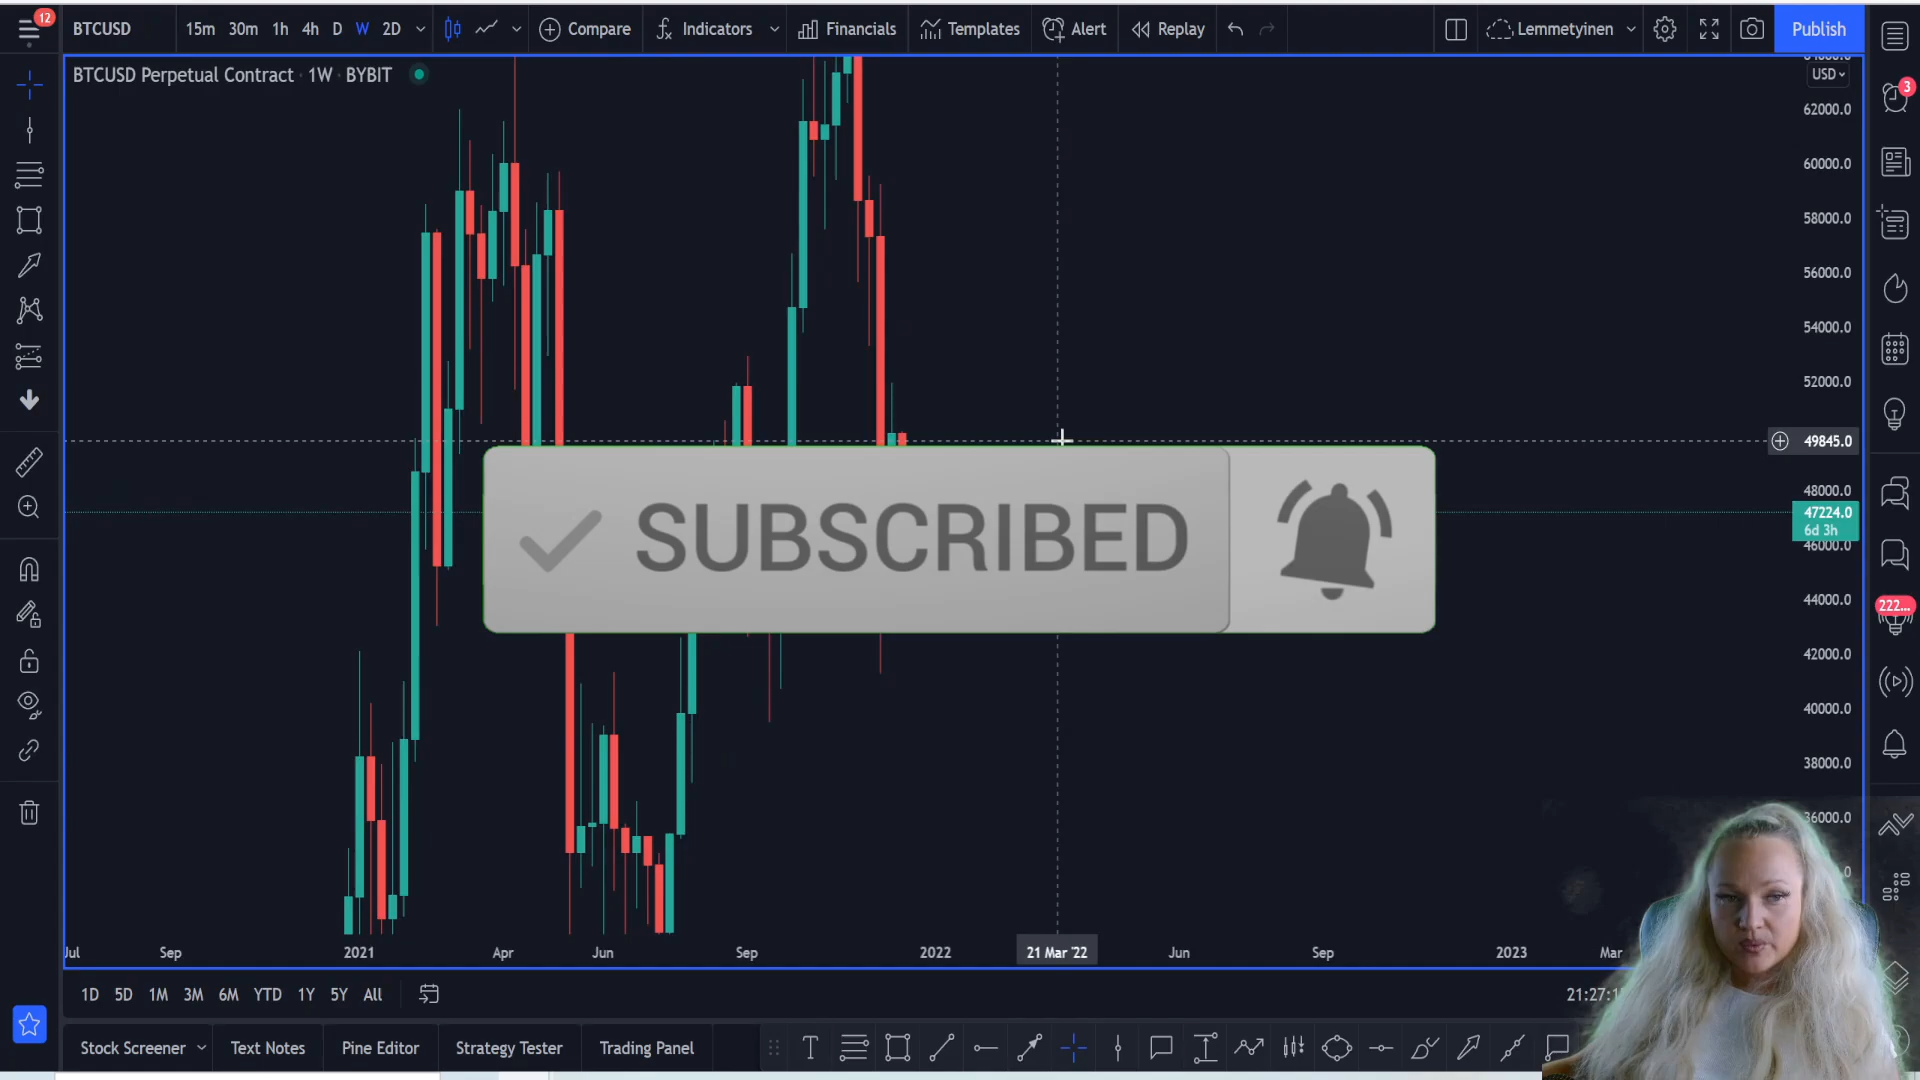 12
BTCUSD
15m 30m 1h 4h D W 2D
Compare
Indicators
Financials
Templates
Alert
Replay
Lemmetyinen
Publish
BTCUSD Perpetual Contract · 1W · BYBIT
USD
3
62000.0
60000.0
58000.0
56000.0
54000.0
52000.0
49845.0
48000.0
47224.0
6d 3h
46000.0
SUBSCRIBED
44000.0
222...
42000.0
40000.0
38000.0
36000.0
Sep 2021 Apr Jun Sep 2022 21 Mar '22 Jun Sep 2023 Mar
1D 5D 1M 3M 6M YTD 1Y 5Y All
Stock Screener Text Notes Pine Editor Strategy Tester Trading Panel